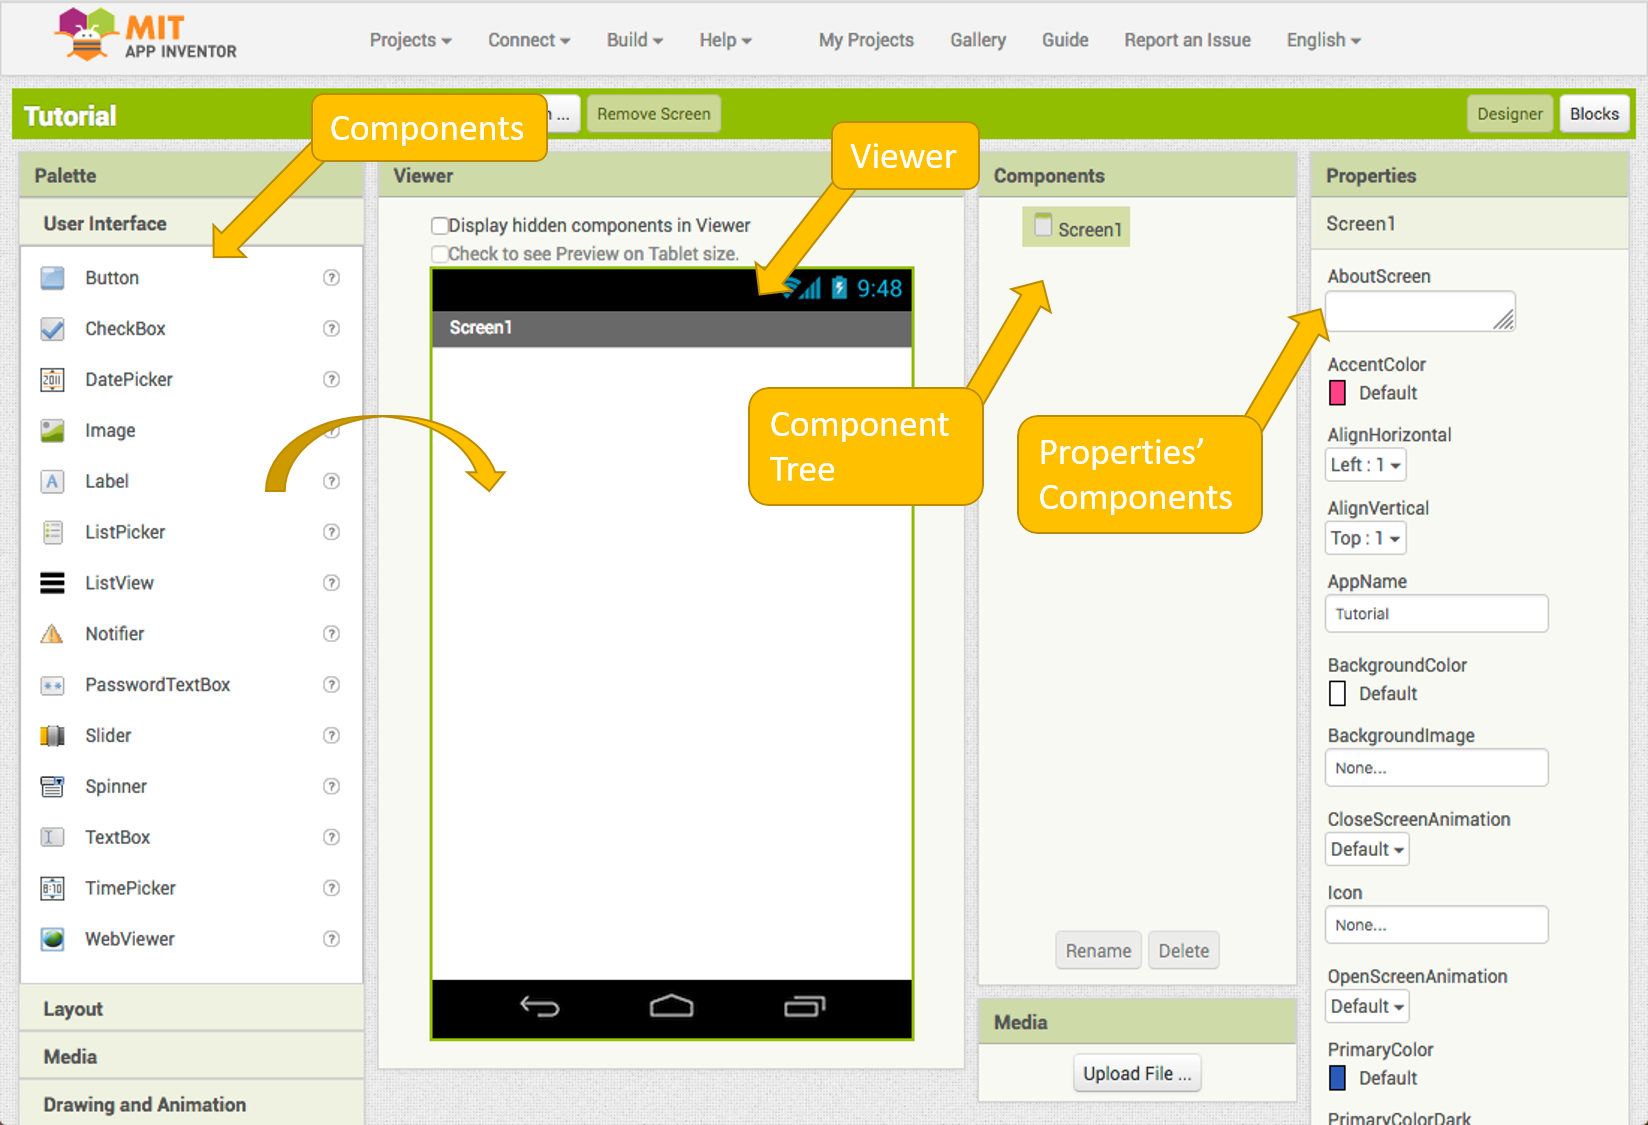 MIT
APP INVENTOR
Projects
Connect
Build
Help
My Projects
Gallery
Guide
Report an Issue
English
Tutorial
...
Remove Screen
Designer
Blocks
Components
Viewer
Palette
User Interface
Button
?
CheckBox
?
DatePicker
?
Image
?
Label
?
ListPicker
?
ListView
?
Notifier
?
PasswordTextBox
?
Slider
?
Spinner
?
TextBox
?
TimePicker
?
WebViewer
?
Layout
Media
Drawing and Animation
Viewer
Display hidden components in Viewer
Check to see Preview on Tablet size.
9:48
Screen1
Component
Tree
Properties’
Components
Components
Screen1
Rename
Delete
Media
Upload File ...
Properties
Screen1
AboutScreen
AccentColor
Default
AlignHorizontal
Left : 1
AlignVertical
Top : 1
AppName
Tutorial
BackgroundColor
Default
BackgroundImage
None...
CloseScreenAnimation
Default
Icon
None...
OpenScreenAnimation
Default
PrimaryColor
Default
PrimaryColorDark